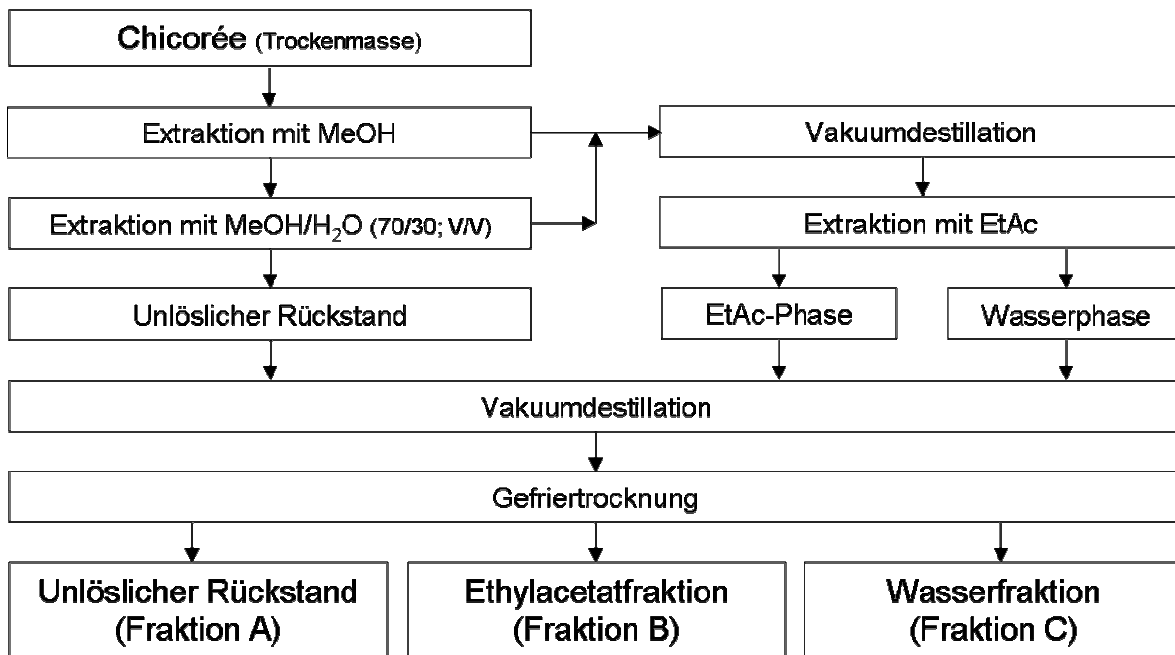 Chicorée (Trockenmasse)
Extraktion mit MeOH
Vakuumdestillation
Extraktion mit MeOH/H₂O (70/30; V/V)
Extraktion mit EtAc
Unlöslicher Rückstand
EtAc-Phase
Wasserphase
Vakuumdestillation
Gefriertrocknung
Unlöslicher Rückstand
(Fraktion A)
Ethylacetatfraktion
(Fraktion B)
Wasserfraktion
(Fraktion C)